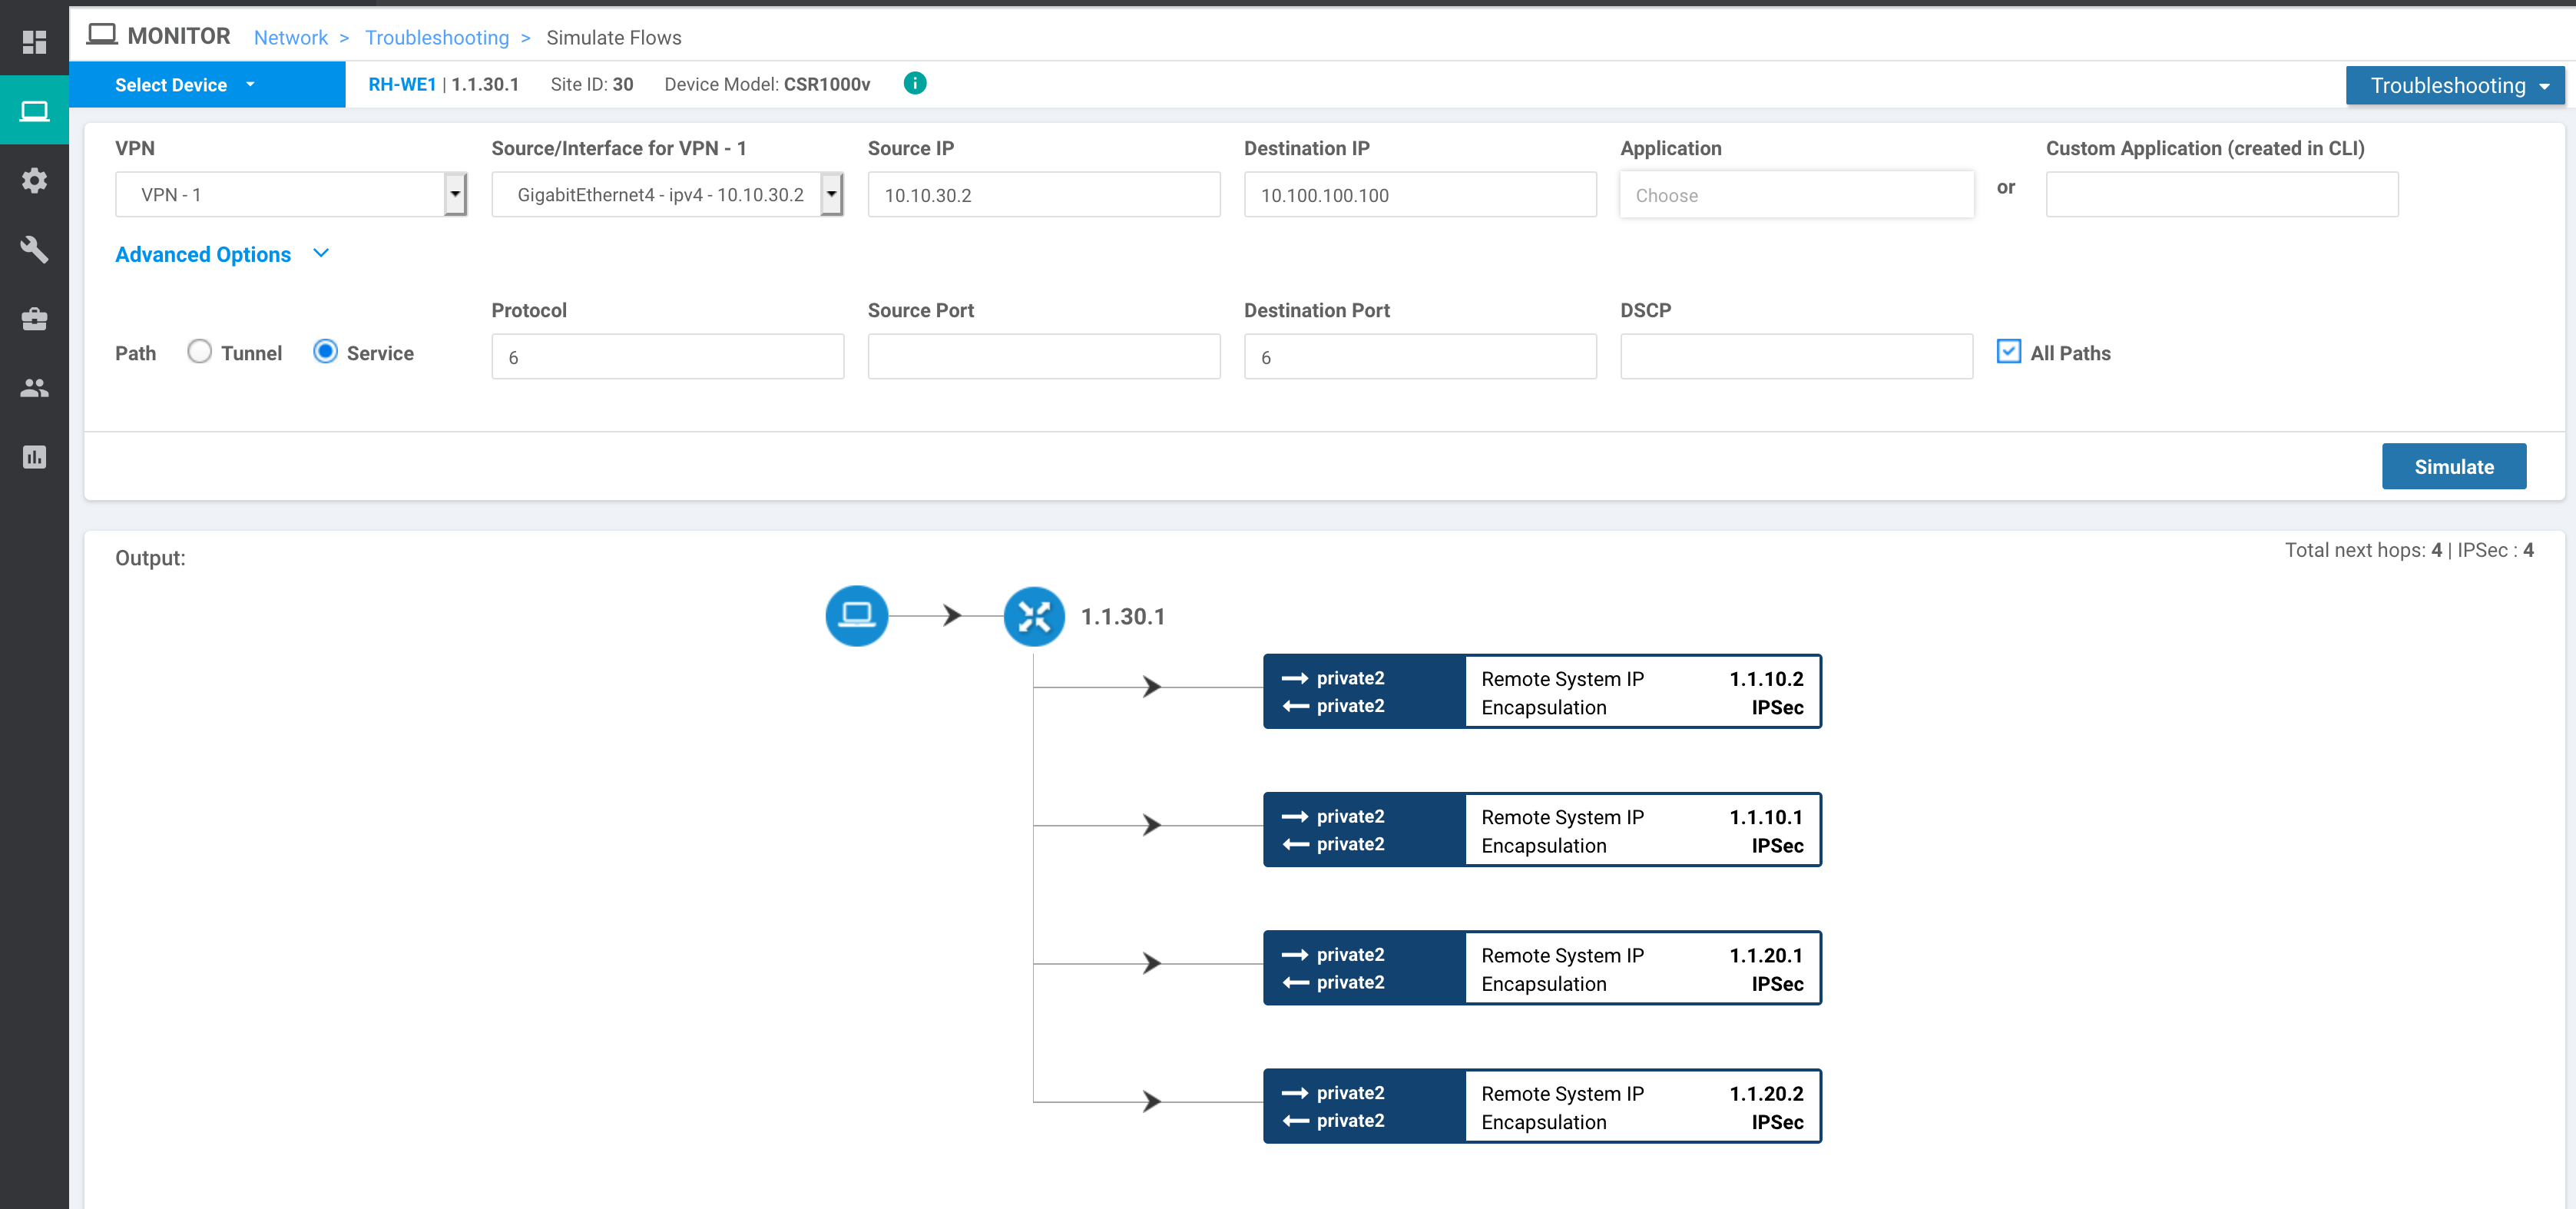 MONITOR Network > Troubleshooting > Simulate Flows
Select Device RH-WE1 | 1.1.30.1 Site ID: 30 Device Model: CSR1000v i Troubleshooting
VPN Source/Interface for VPN - 1 Source IP Destination IP Application Custom Application (created in CLI)
VPN - 1 GigabitEthernet4 - ipv4 - 10.10.30.2 10.10.30.2 10.100.100.100 Choose or
Advanced Options
Protocol Source Port Destination Port DSCP
Path Tunnel Service 6 6 All Paths
Simulate
Output: Total next hops: 4 | IPSec : 4
1.1.30.1
private2 Remote System IP 1.1.10.2
private2 Encapsulation IPSec
private2 Remote System IP 1.1.10.1
private2 Encapsulation IPSec
private2 Remote System IP 1.1.20.1
private2 Encapsulation IPSec
private2 Remote System IP 1.1.20.2
private2 Encapsulation IPSec